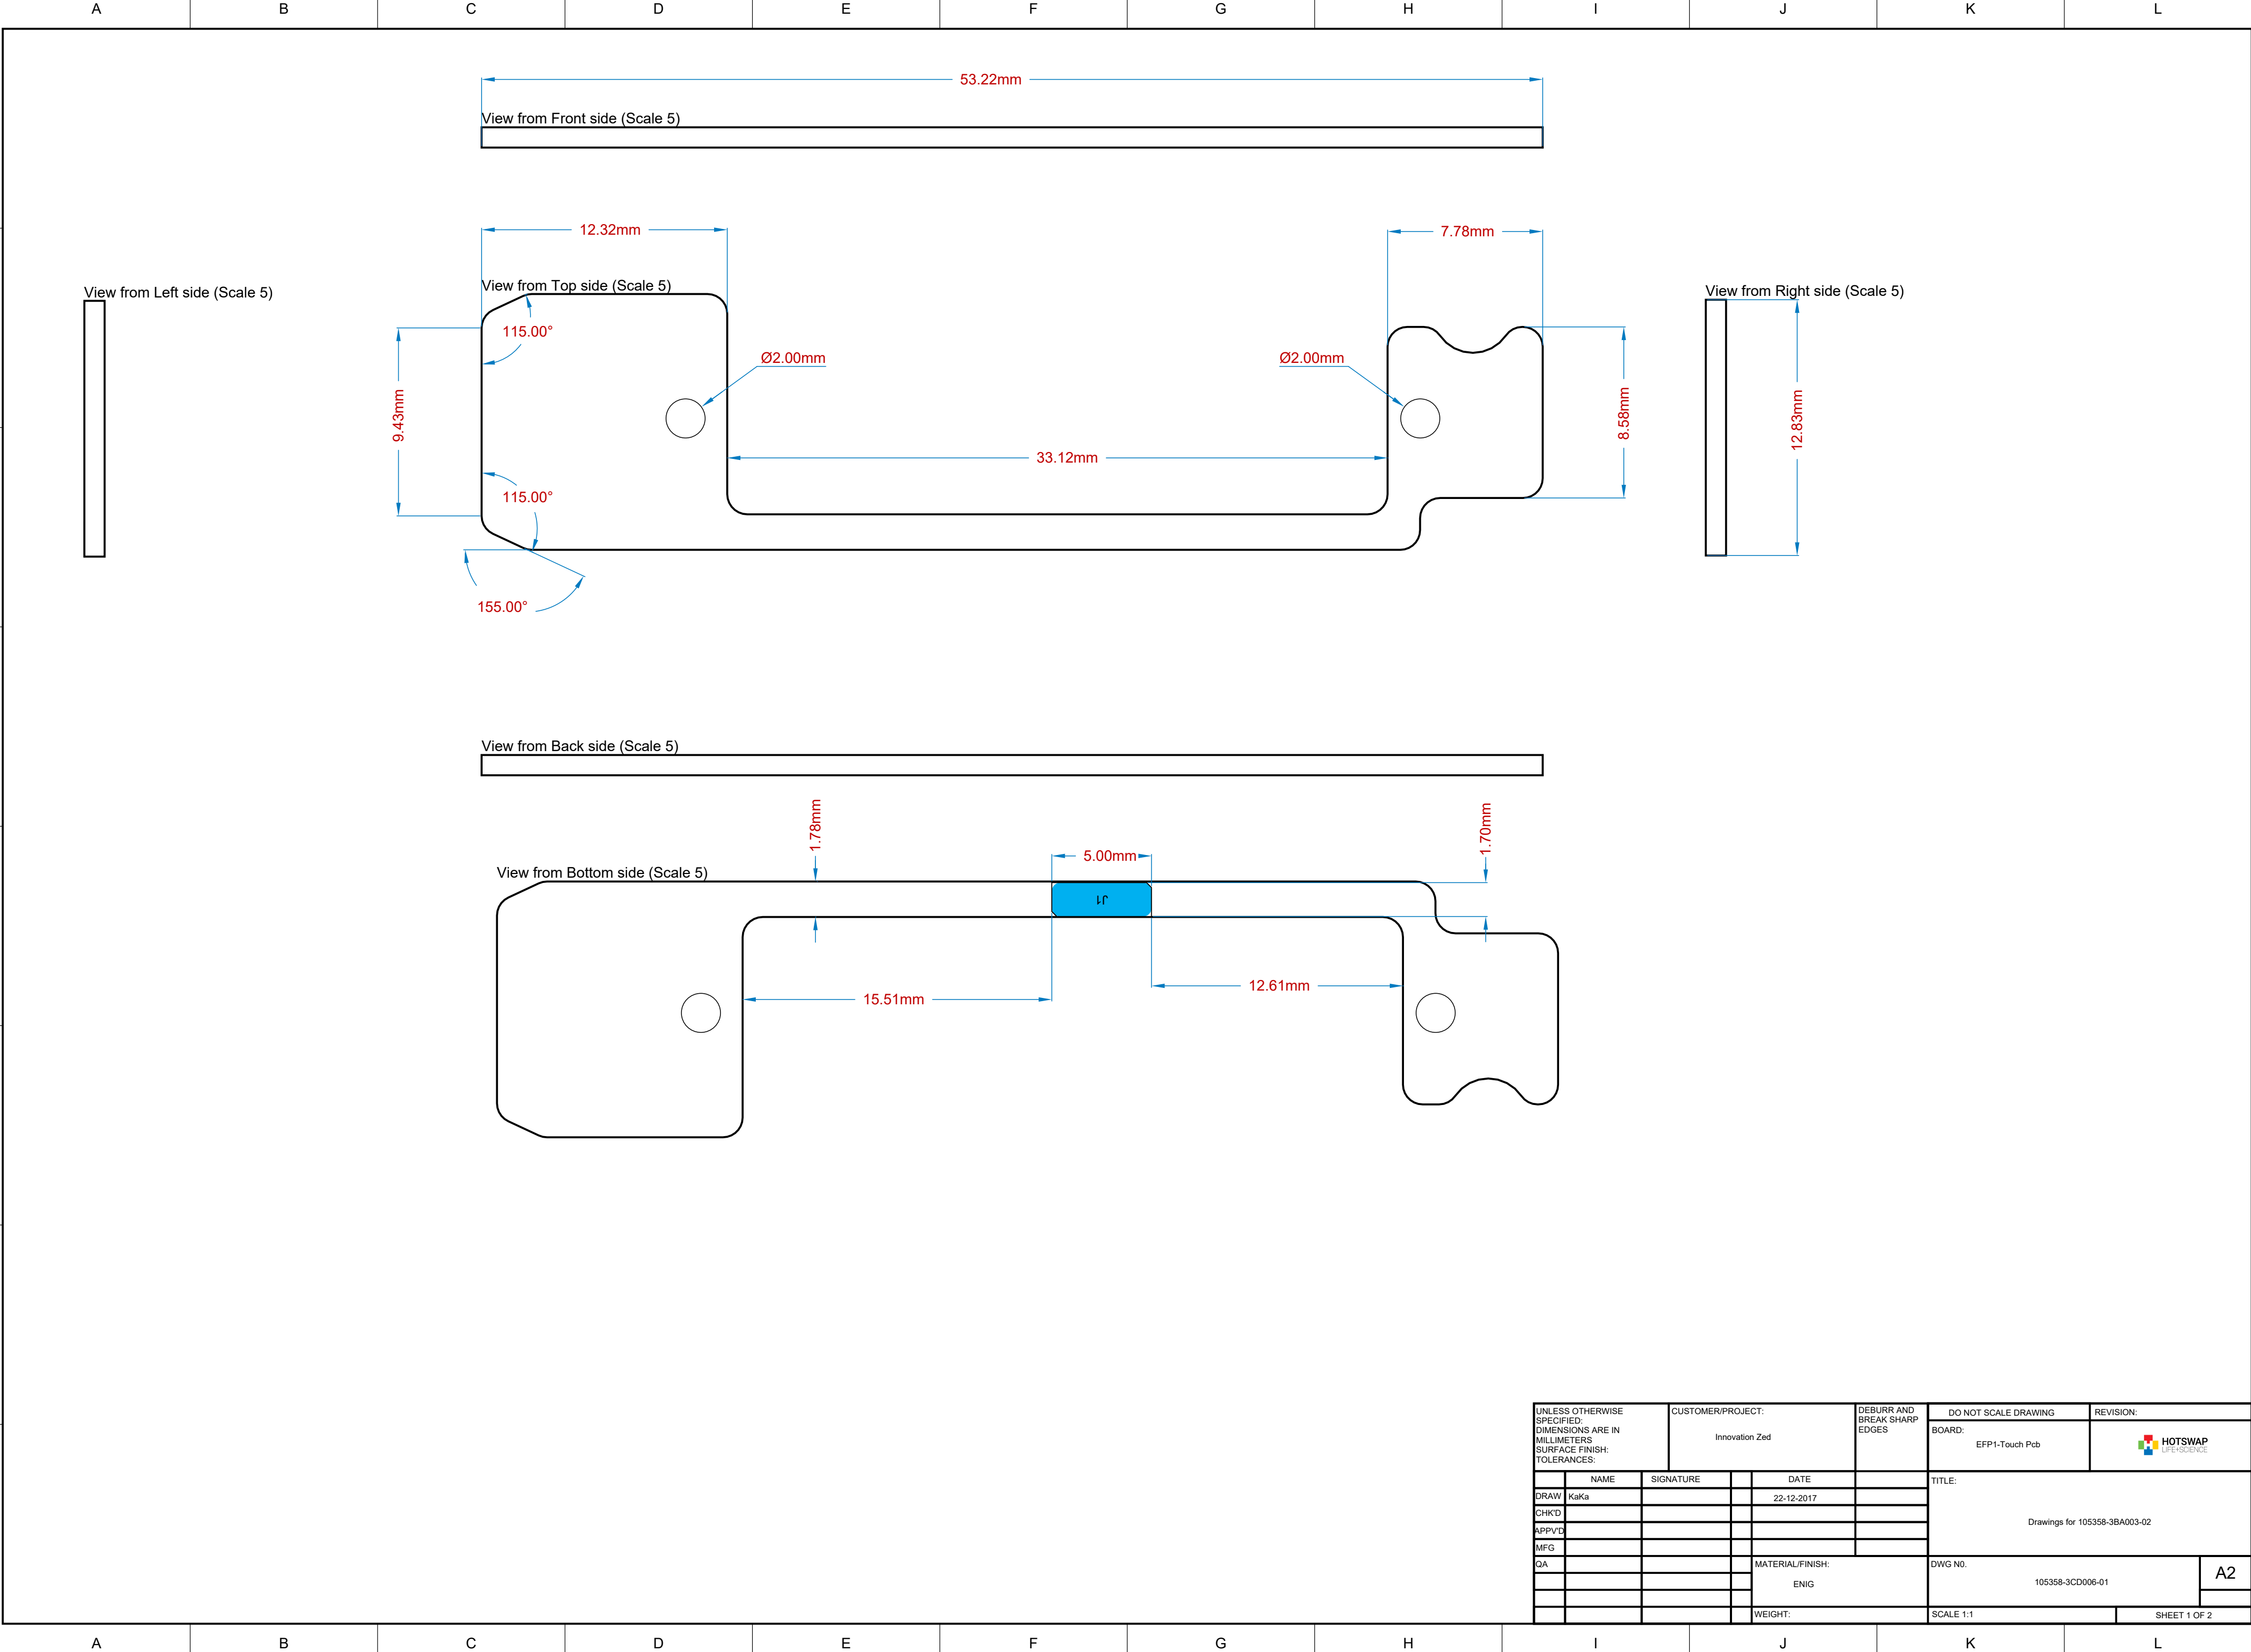 A B C D E F G H I J K L
53.22mm
View from Front side (Scale 5)
12.32mm
7.78mm
View from Left side (Scale 5)
View from Top side (Scale 5)
View from Right side (Scale 5)
115.00°
Ø2.00mm
Ø2.00mm
9.43mm
8.58mm
12.83mm
33.12mm
115.00°
155.00°
View from Back side (Scale 5)
1.78mm
1.70mm
5.00mm
View from Bottom side (Scale 5)
J1
15.51mm
12.61mm
UNLESS OTHERWISE
SPECIFIED:
DIMENSIONS ARE IN
MILLIMETERS
SURFACE FINISH:
TOLERANCES:
CUSTOMER/PROJECT:
Innovation Zed
DEBURR AND
BREAK SHARP
EDGES
DO NOT SCALE DRAWING
REVISION:
BOARD:
EFP1-Touch Pcb
HOTSWAP
LIFE+SCIENCE
NAME SIGNATURE DATE
TITLE:
DRAW KaKa 22-12-2017
CHK'D
Drawings for 105358-3BA003-02
APPV'D
MFG
QA
MATERIAL/FINISH:
ENIG
DWG N0.
105358-3CD006-01
A2
WEIGHT:
SCALE 1:1
SHEET 1 OF 2
A B C D E F G H I J K L